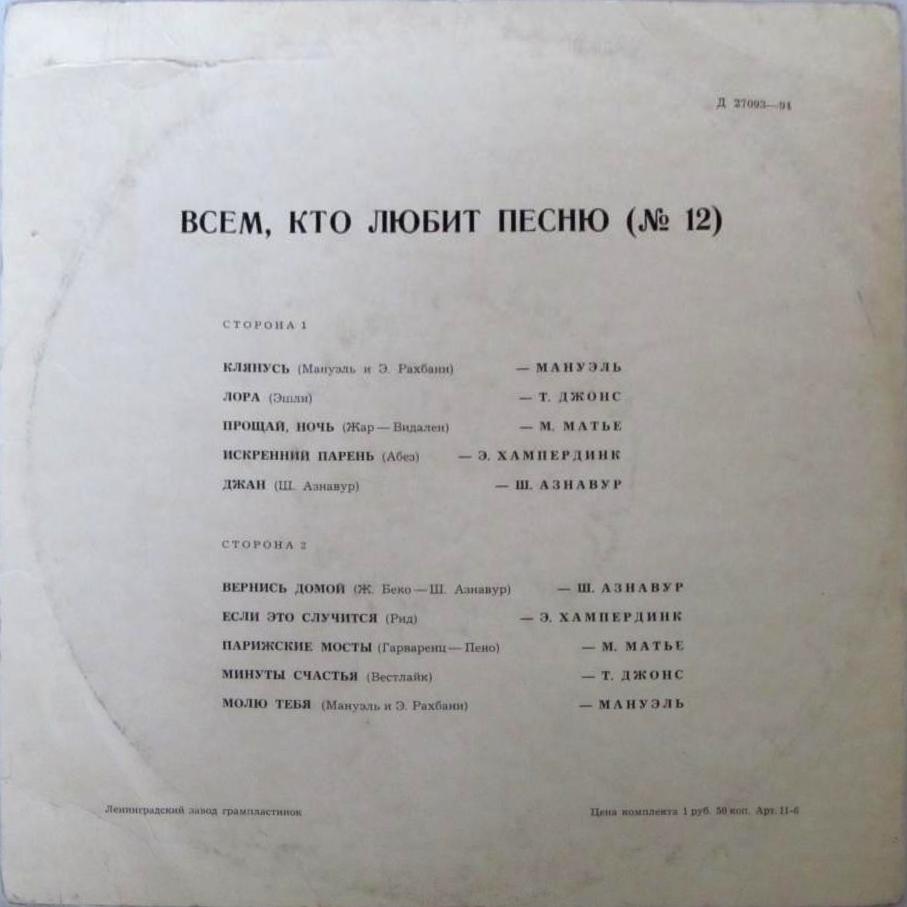 Д 27093—94
ВСЕМ, КТО ЛЮБИТ ПЕСНЮ (№ 12)
СТОРОНА 1
КЛЯНУСЬ (Мануэль и Э. Рахбани) — МАНУЭЛЬ
ЛОРА (Эшли) — Т. ДЖОНС
ПРОЩАЙ, НОЧЬ (Жар — Видален) — М. МАТЬЕ
ИСКРЕННИЙ ПАРЕНЬ (Абез) — Э. ХАМПЕРДИНК
ДЖАН (Ш. Азнавур) — Ш. АЗНАВУР
СТОРОНА 2
ВЕРНИСЬ ДОМОЙ (Ж. Беко — Ш. Азнавур) — Ш. АЗНАВУР
ЕСЛИ ЭТО СЛУЧИТСЯ (Рид) — Э. ХАМПЕРДИНК
ПАРИЖСКИЕ МОСТЫ (Гарваренц — Пено) — М. МАТЬЕ
МИНУТЫ СЧАСТЬЯ (Вестлайк) — Т. ДЖОНС
МОЛЮ ТЕБЯ (Мануэль и Э. Рахбани) — МАНУЭЛЬ
Ленинградский завод грампластинок Цена комплекта 1 руб. 50 коп. Арт. 11-6